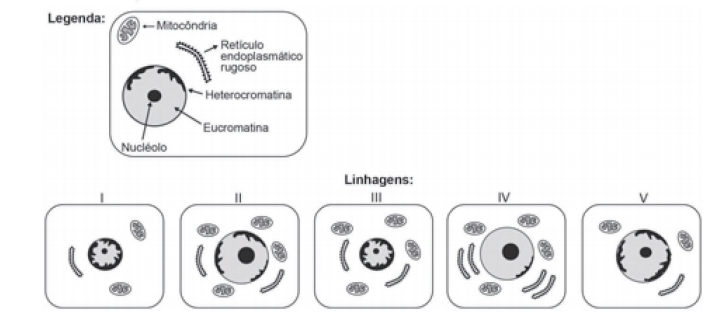 Legenda:
Mitocôndria
Retículo
endoplasmático
rugoso
Heterocromatina
Eucromatina
Nucléolo
Linhagens:
I II III IV V